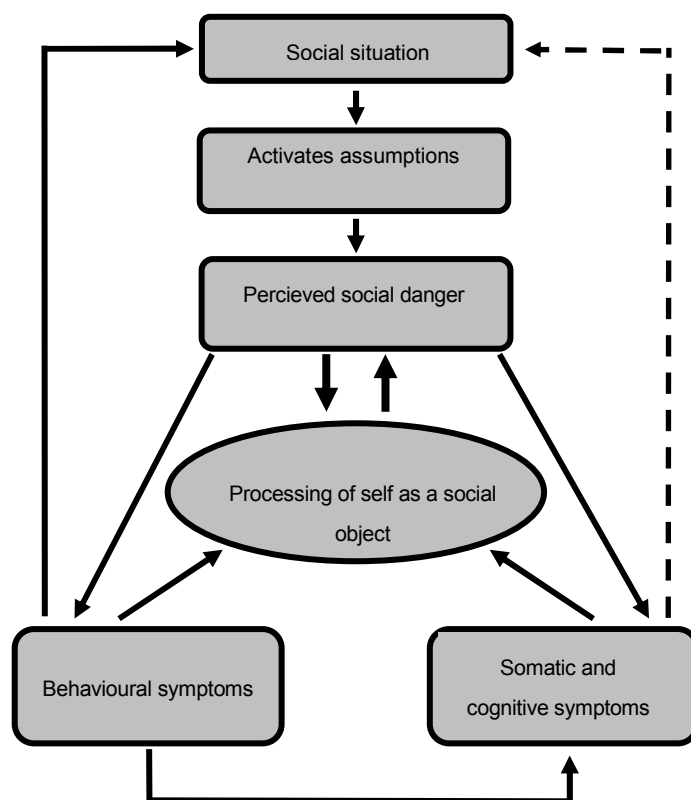 Social situation
Activates assumptions
Percieved social danger
Processing of self as a social
object
Behavioural symptoms
Somatic and
cognitive symptoms